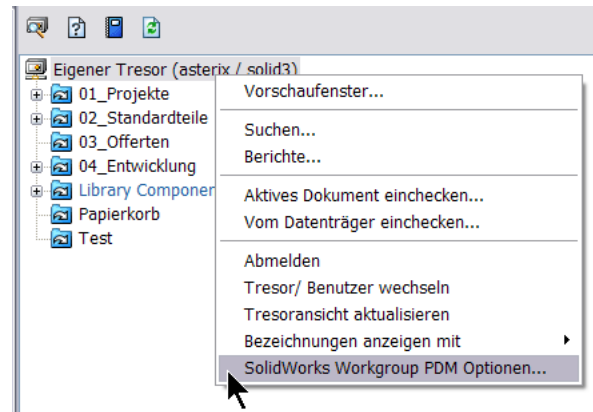 Eigener Tresor (asterix / solid3)
01_Projekte
02_Standardteile
03_Offerten
04_Entwicklung
Library Componen
Papierkorb
Test
Vorschaufenster...
Suchen...
Berichte...
Aktives Dokument einchecken...
Vom Datenträger einchecken...
Abmelden
Tresor/ Benutzer wechseln
Tresoransicht aktualisieren
Bezeichnungen anzeigen mit
SolidWorks Workgroup PDM Optionen...